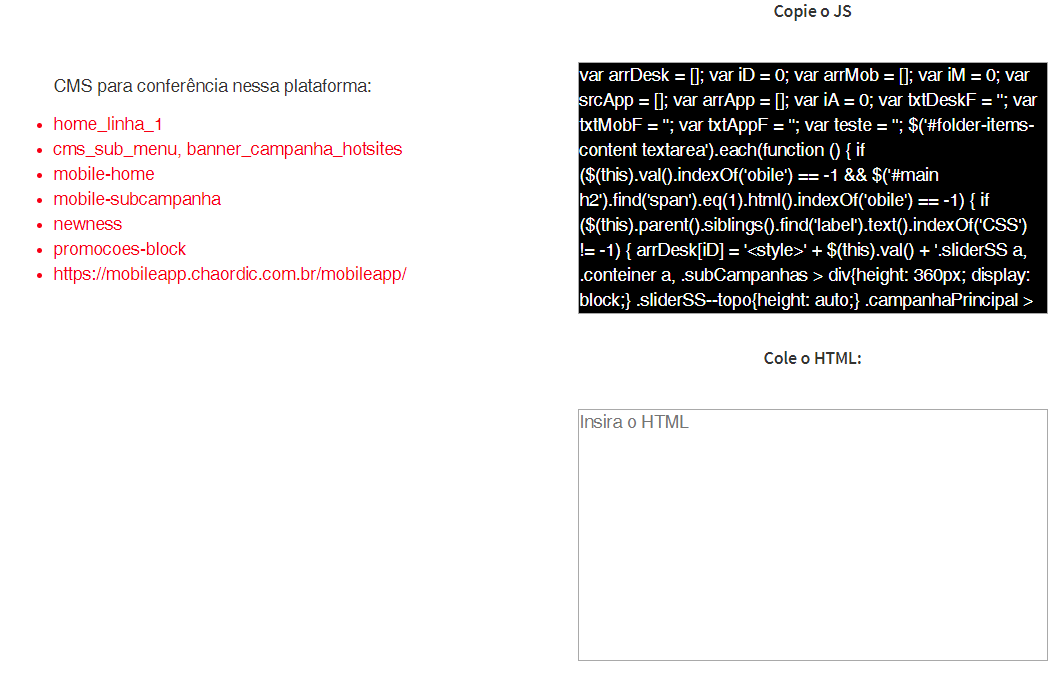 Copie o JS
CMS para conferência nessa plataforma:
home_linha_1
cms_sub_menu, banner_campanha_hotsites
mobile-home
mobile-subcampanha
newness
promocoes-block
https://mobileapp.chaordic.com.br/mobileapp/
var arrDesk = []; var iD = 0; var arrMob = []; var iM = 0; var
srcApp = []; var arrApp = []; var iA = 0; var txtDeskF = ''; var
txtMobF = ''; var txtAppF = ''; var teste = ''; $('#folder-items-
content textarea').each(function () { if
($(this).val().indexOf('obile') == -1 && $('#main
h2').find('span').eq(1).html().indexOf('obile') == -1) { if
($(this).parent().siblings().find('label').text().indexOf('CSS')
!= -1) { arrDesk[iD] = '<style>' + $(this).val() + '.sliderSS a,
.conteiner a, .subCampanhas > div{height: 360px; display:
block;} .sliderSS--topo{height: auto;} .campanhaPrincipal >
Cole o HTML:
Insira o HTML